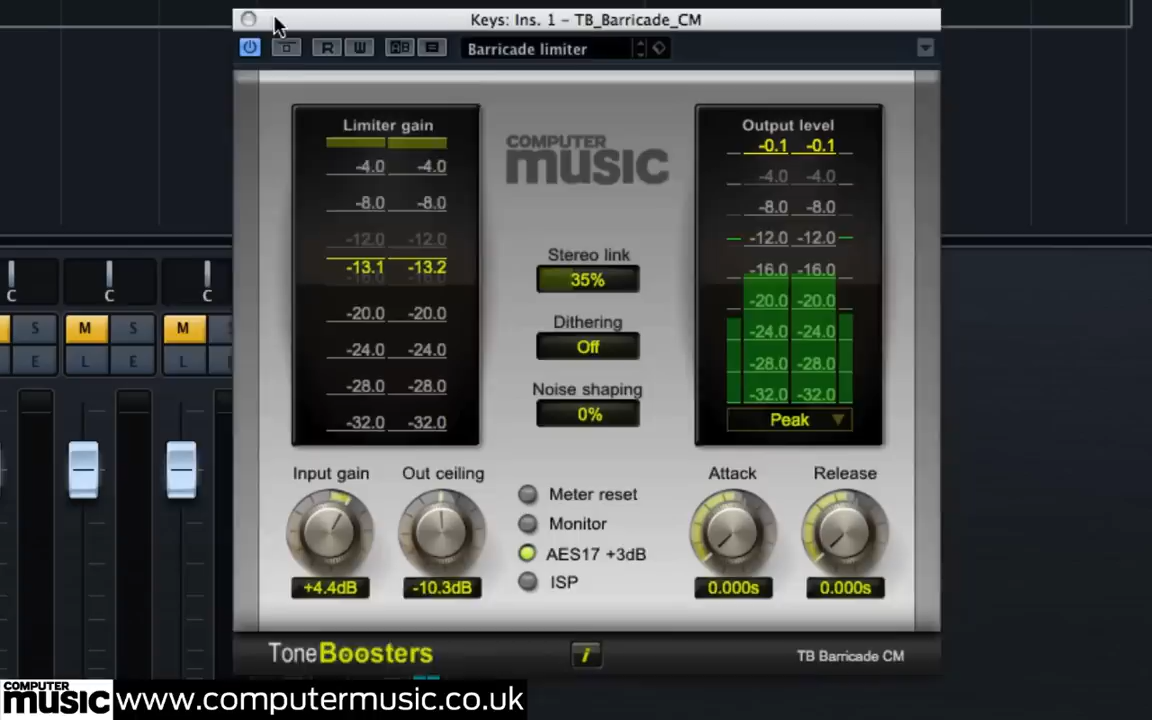 Keys: Ins. 1 – TB_Barricade_CM
R W AB Barricade limiter
Limiter gain
-4.0 -4.0
-8.0 -8.0
-12.0 -12.0
-13.1 -13.2
-16.0 -16.0
-20.0 -20.0
-24.0 -24.0
-28.0 -28.0
-32.0 -32.0
COMPUTER
music
Stereo link
35%
Dithering
Off
Noise shaping
0%
Output level
-0.1 -0.1
-4.0 -4.0
-8.0 -8.0
-12.0 -12.0
-16.0 -16.0
-20.0 -20.0
-24.0 -24.0
-28.0 -28.0
-32.0 -32.0
Peak
C C C
S M S M S
E L E L E
Input gain Out ceiling
+4.4dB -10.3dB
Meter reset
Monitor
AES17 +3dB
ISP
Attack Release
0.000s 0.000s
ToneBoosters i TB Barricade CM
COMPUTER
music www.computermusic.co.uk